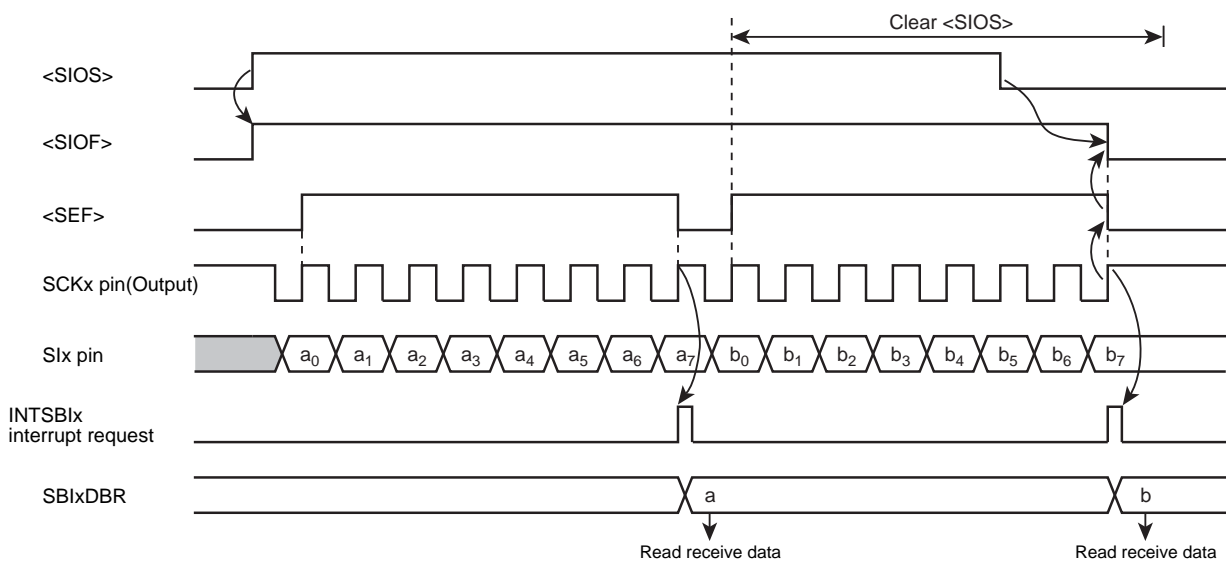 Clear <SIOS>
<SIOS>
<SIOF>
<SEF>
SCKx pin(Output)
SIx pin
a0 a1 a2 a3 a4 a5 a6 a7 b0 b1 b2 b3 b4 b5 b6 b7
INTSBIx
interrupt request
SBIxDBR
a b
Read receive data Read receive data